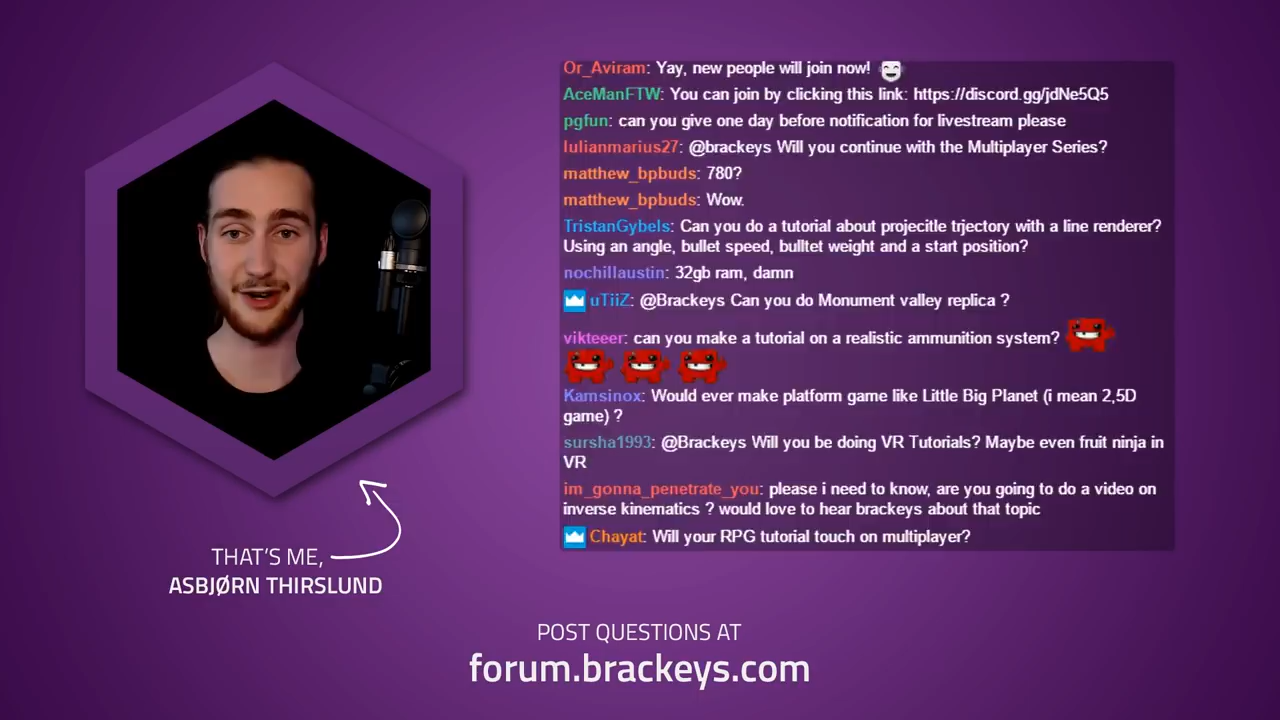 Or_Aviram: Yay, new people will join now!
AceManFTW: You can join by clicking this link: https://discord.gg/jdNe5Q5
pgfun: can you give one day before notification for livestream please
Iulianmarius27: @brackeys Will you continue with the Multiplayer Series?
matthew_bpbuds: 780?
matthew_bpbuds: Wow.
TristanGybels: Can you do a tutorial about projecitle trjectory with a line renderer?
Using an angle, bullet speed, bulltet weight and a start position?
nochillaustin: 32gb ram, damn
uTiiZ: @Brackeys Can you do Monument valley replica ?
vikteeer: can you make a tutorial on a realistic ammunition system?
Kamsinox: Would ever make platform game like Little Big Planet (i mean 2,5D
game) ?
sursha1993: @Brackeys Will you be doing VR Tutorials? Maybe even fruit ninja in
VR
im_gonna_penetrate_you: please i need to know, are you going to do a video on
inverse kinematics ? would love to hear brackeys about that topic
Chayat: Will your RPG tutorial touch on multiplayer?
THAT'S ME,
ASBJØRN THIRSLUND
POST QUESTIONS AT
forum.brackeys.com